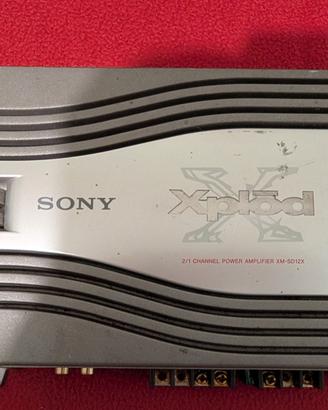 SONY
Xplōd
2/1 CHANNEL POWER AMPLIFIER XM-SD12X